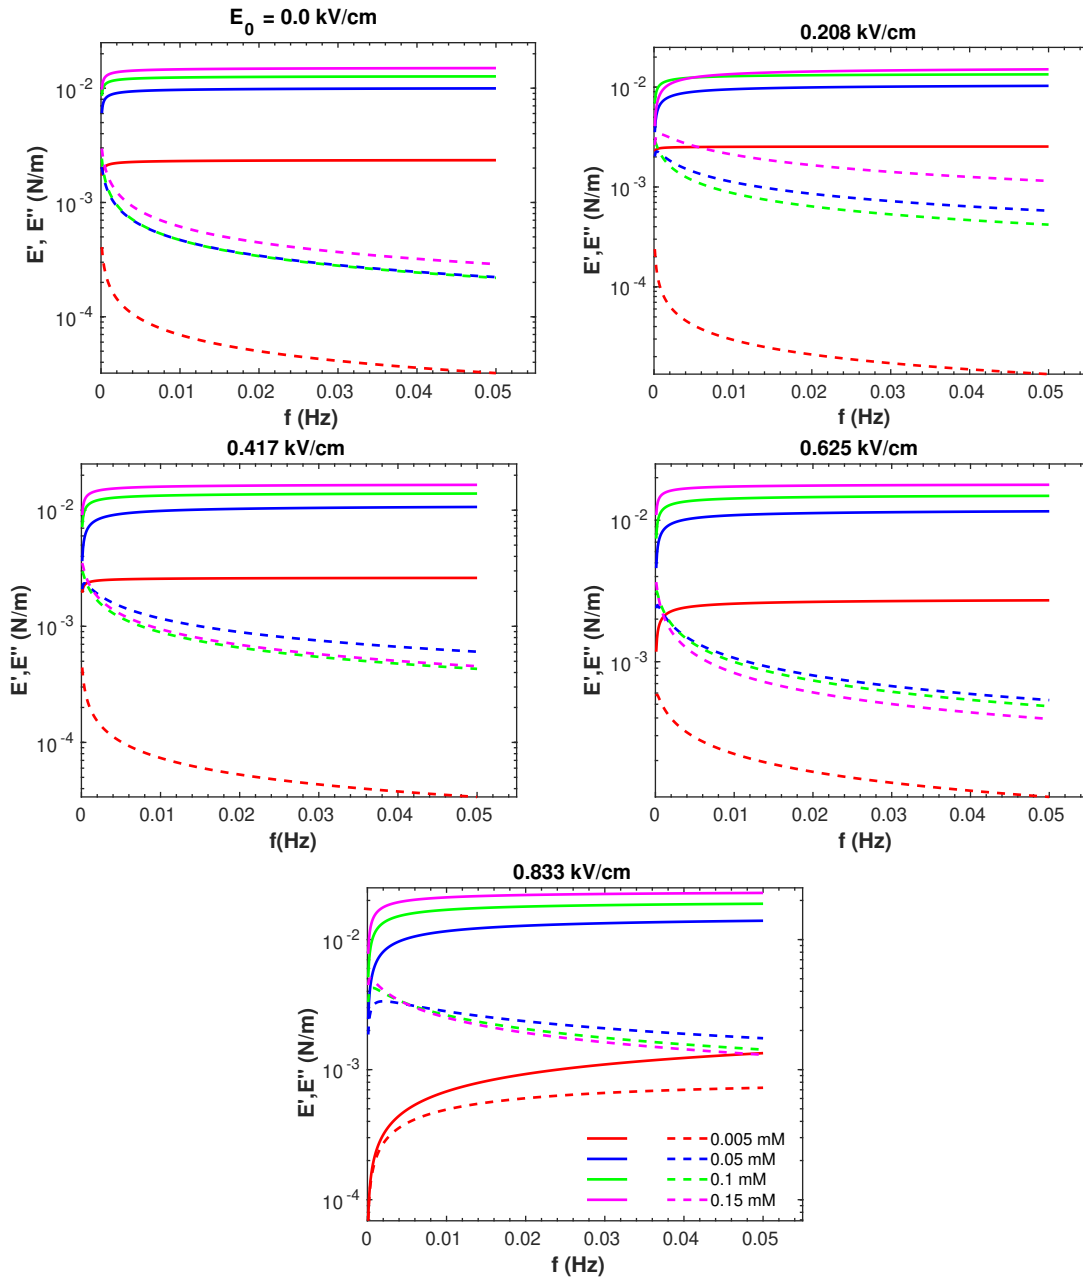 E₀ = 0.0 kV/cm
0.208 kV/cm
E', E'' (N/m)
10⁻²
10⁻³
10⁻⁴
0 0.01 0.02 0.03 0.04 0.05
f (Hz)
E',E'' (N/m)
10⁻²
10⁻³
10⁻⁴
0 0.01 0.02 0.03 0.04 0.05
f (Hz)
0.417 kV/cm
0.625 kV/cm
E',E'' (N/m)
10⁻²
10⁻³
10⁻⁴
0 0.01 0.02 0.03 0.04 0.05
f(Hz)
E',E'' (N/m)
10⁻²
10⁻³
0 0.01 0.02 0.03 0.04 0.05
f (Hz)
0.833 kV/cm
E',E'' (N/m)
10⁻²
10⁻³
10⁻⁴
0.005 mM
0.05 mM
0.1 mM
0.15 mM
0 0.01 0.02 0.03 0.04 0.05
f (Hz)